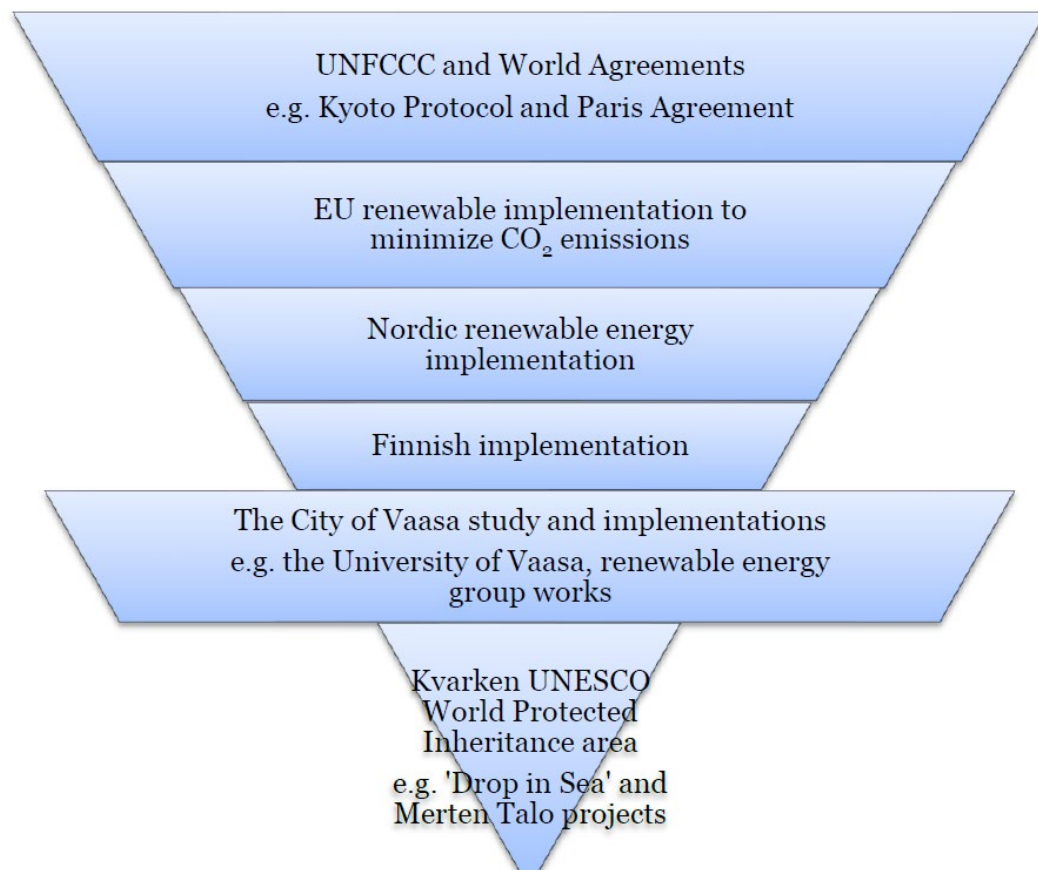 UNFCCC and World Agreements
e.g. Kyoto Protocol and Paris Agreement
EU renewable implementation to
minimize CO₂ emissions
Nordic renewable energy
implementation
Finnish implementation
The City of Vaasa study and implementations
e.g. the University of Vaasa, renewable energy
group works
Kvarken UNESCO
World Protected
Inheritance area
e.g. 'Drop in Sea' and
Merten Talo projects